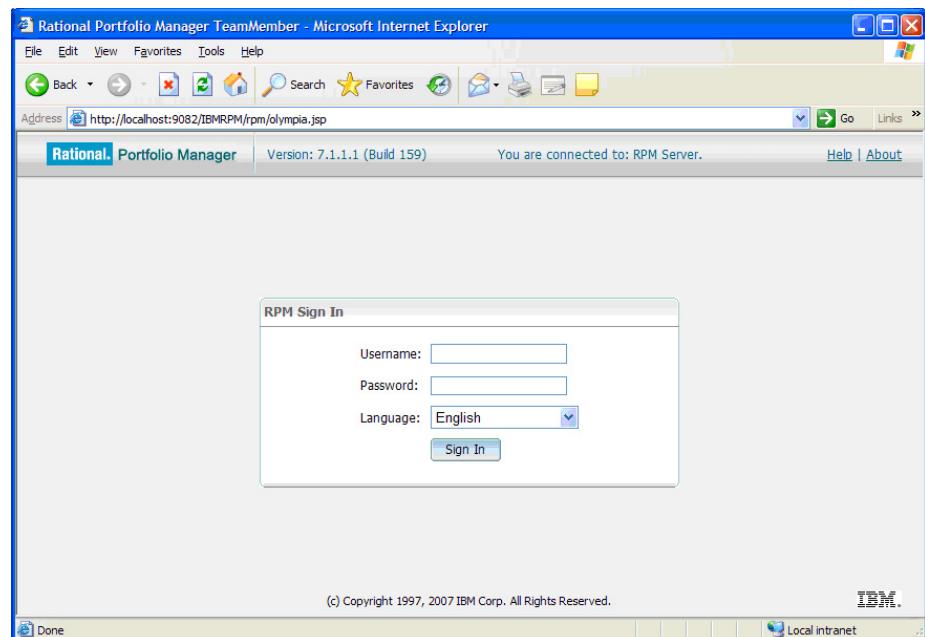 Rational Portfolio Manager TeamMember - Microsoft Internet Explorer
File Edit View Favorites Tools Help
Back Search Favorites
Address http://localhost:9082/IBMRPM/rpm/olympia.jsp Go Links »
Rational. Portfolio Manager Version: 7.1.1.1 (Build 159) You are connected to: RPM Server. Help | About
RPM Sign In
Username:
Password:
Language: English
Sign In
(c) Copyright 1997, 2007 IBM Corp. All Rights Reserved. IBM.
Done Local intranet